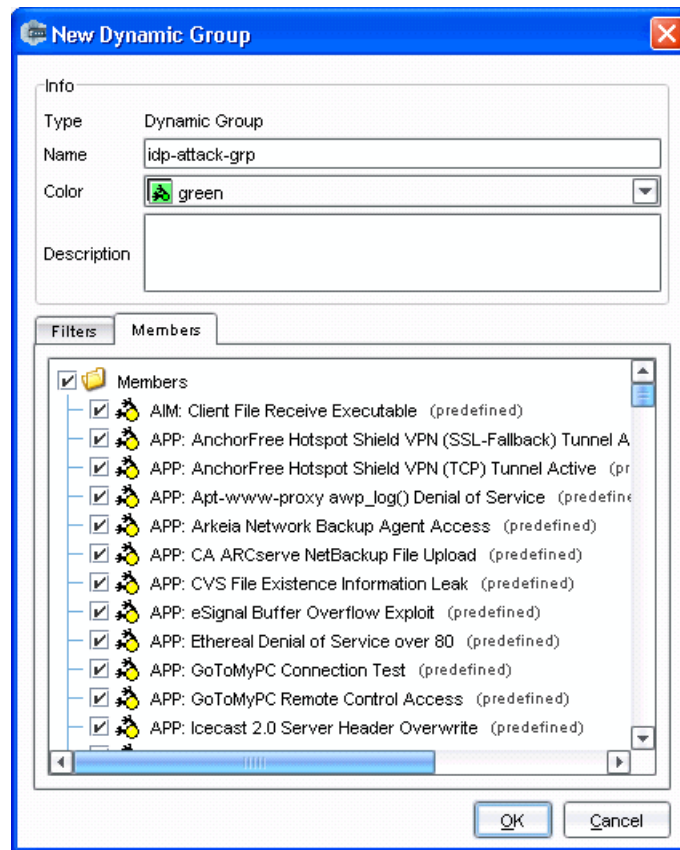 New Dynamic Group
Info
Type Dynamic Group
Name idp-attack-grp
Color green
Description
Filters Members
Members
AIM: Client File Receive Executable (predefined)
APP: AnchorFree Hotspot Shield VPN (SSL-Fallback) Tunnel A
APP: AnchorFree Hotspot Shield VPN (TCP) Tunnel Active (pr
APP: Apt-www-proxy awp_log() Denial of Service (predefine
APP: Arkeia Network Backup Agent Access (predefined)
APP: CA ARCserve NetBackup File Upload (predefined)
APP: CVS File Existence Information Leak (predefined)
APP: eSignal Buffer Overflow Exploit (predefined)
APP: Ethereal Denial of Service over 80 (predefined)
APP: GoToMyPC Connection Test (predefined)
APP: GoToMyPC Remote Control Access (predefined)
APP: Icecast 2.0 Server Header Overwrite (predefined)
OK Cancel